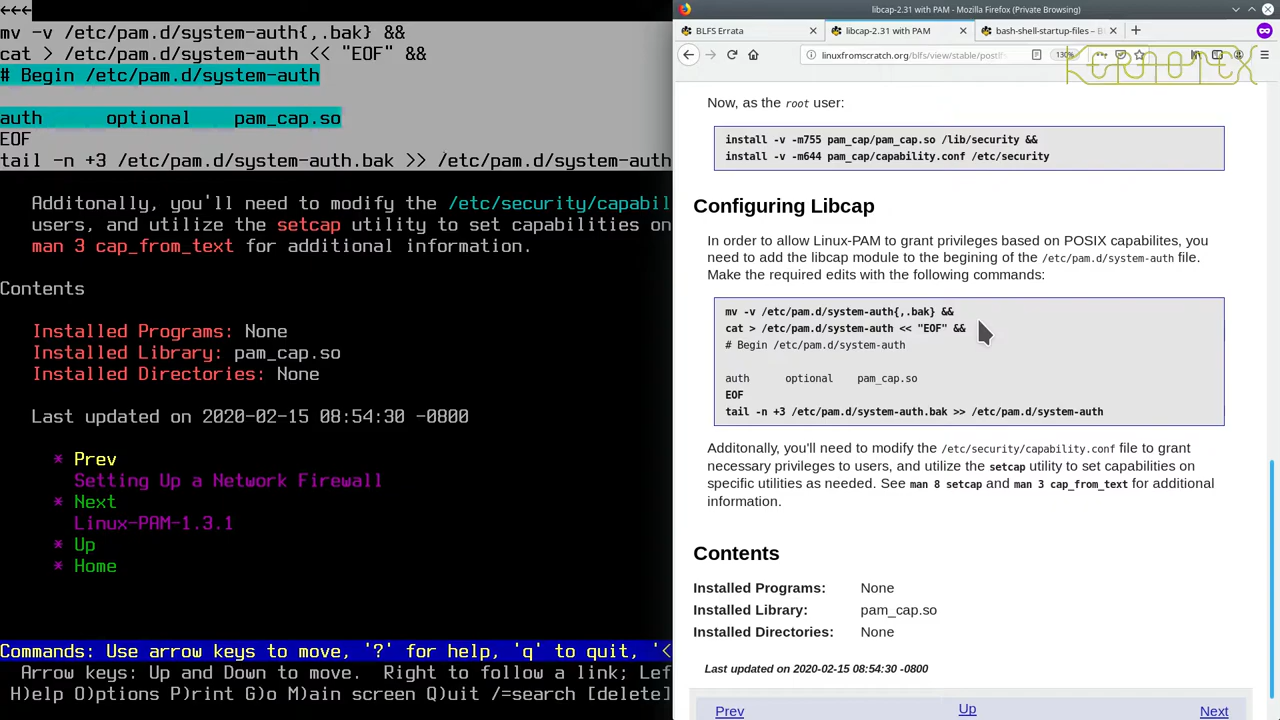 ←←←
mv -v /etc/pam.d/system-auth{,.bak} &&
cat > /etc/pam.d/system-auth << "EOF" &&
# Begin /etc/pam.d/system-auth
auth      optional    pam_cap.so
EOF
tail -n +3 /etc/pam.d/system-auth.bak >> /etc/pam.d/system-auth
Additonally, you'll need to modify the /etc/security/capabil
users, and utilize the setcap utility to set capabilities on
man 3 cap_from_text for additional information.
Contents
Installed Programs: None
Installed Library: pam_cap.so
Installed Directories: None
Last updated on 2020-02-15 08:54:30 -0800
* Prev
Setting Up a Network Firewall
* Next
Linux-PAM-1.3.1
* Up
* Home
Commands: Use arrow keys to move, '?' for help, 'q' to quit, '<
Arrow keys: Up and Down to move.  Right to follow a link; Lef
H)elp O)ptions P)rint G)o M)ain screen Q)uit /=search [delete]
libcap-2.31 with PAM - Mozilla Firefox (Private Browsing)
BLFS Errata
libcap-2.31 with PAM
bash-shell-startup-files – B
linuxfromscratch.org/blfs/view/stable/postlf
130%
KERNOTEX
Now, as the root user:
install -v -m755 pam_cap/pam_cap.so /lib/security &&
install -v -m644 pam_cap/capability.conf /etc/security
Configuring Libcap
In order to allow Linux-PAM to grant privileges based on POSIX capabilites, you
need to add the libcap module to the begining of the /etc/pam.d/system-auth file.
Make the required edits with the following commands:
mv -v /etc/pam.d/system-auth{,.bak} &&
cat > /etc/pam.d/system-auth << "EOF" &&
# Begin /etc/pam.d/system-auth
auth      optional    pam_cap.so
EOF
tail -n +3 /etc/pam.d/system-auth.bak >> /etc/pam.d/system-auth
Additonally, you'll need to modify the /etc/security/capability.conf file to grant
necessary privileges to users, and utilize the setcap utility to set capabilities on
specific utilities as needed. See man 8 setcap and man 3 cap_from_text for additional
information.
Contents
Installed Programs: None
Installed Library: pam_cap.so
Installed Directories: None
Last updated on 2020-02-15 08:54:30 -0800
Prev Up Next